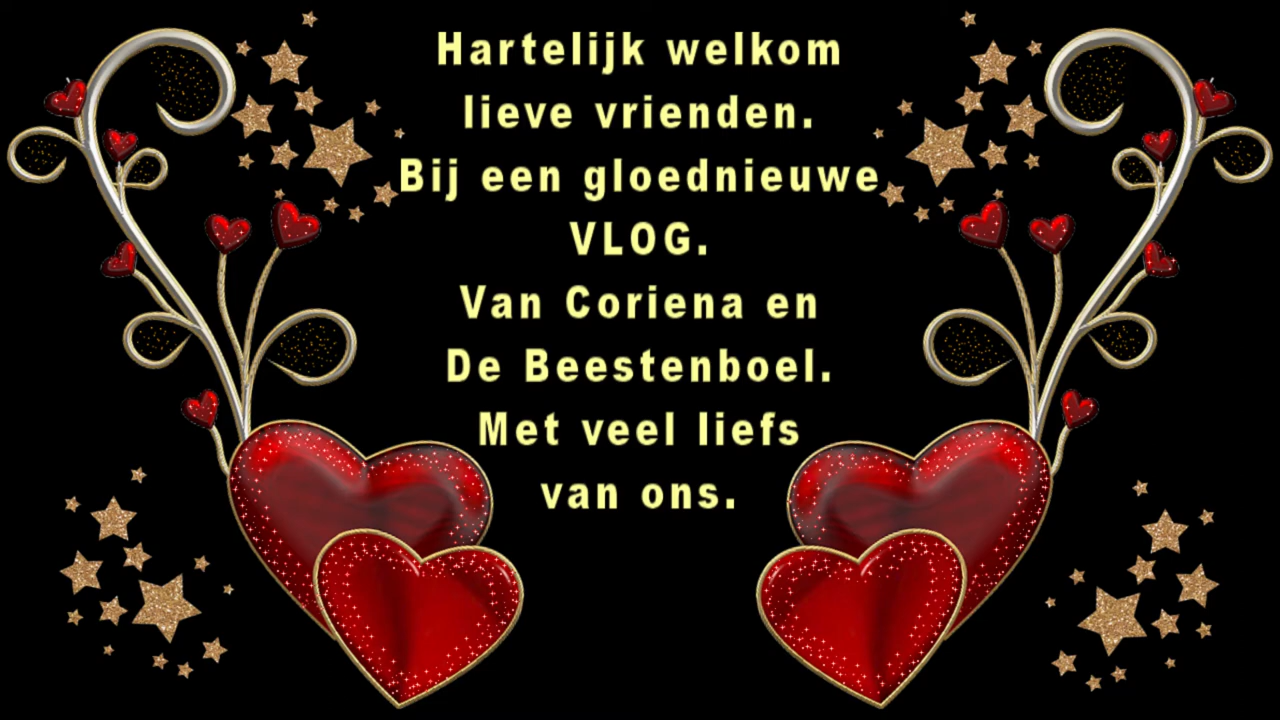 Hartelijk welkom
lieve vrienden.
Bij een gloednieuwe
VLOG.
Van Coriena en
De Beestenboel.
Met veel liefs
van ons.